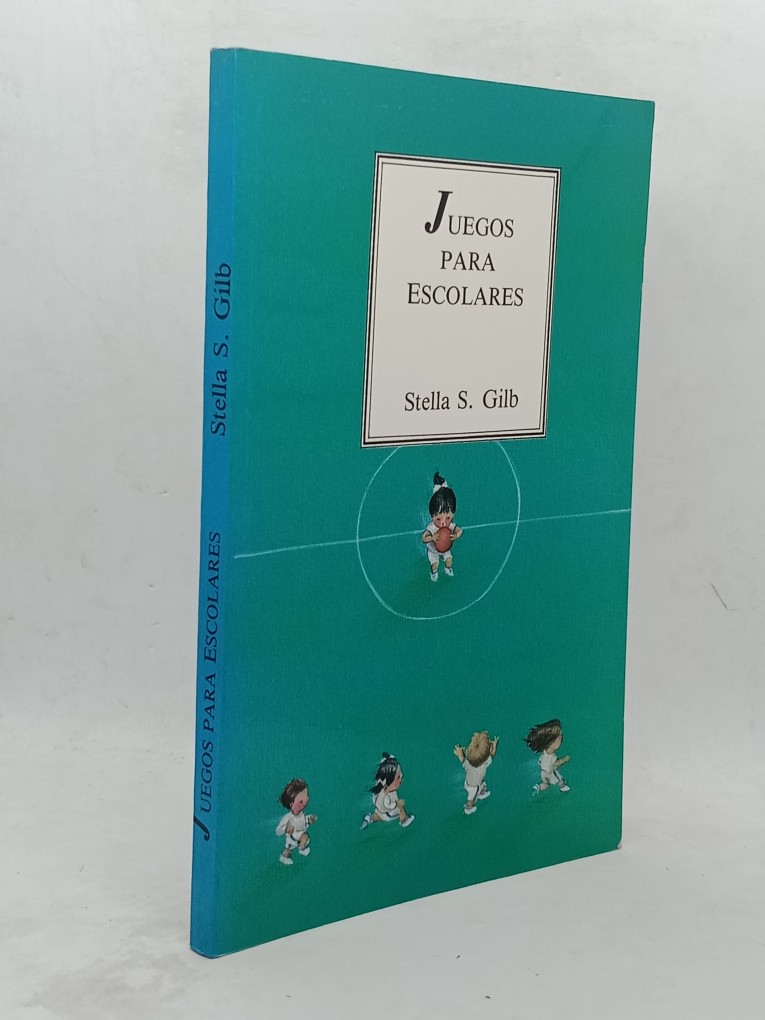 JUEGOS
PARA
ESCOLARES
Stella S. Gilb
JUEGOS PARA ESCOLARES Stella S. Gilb